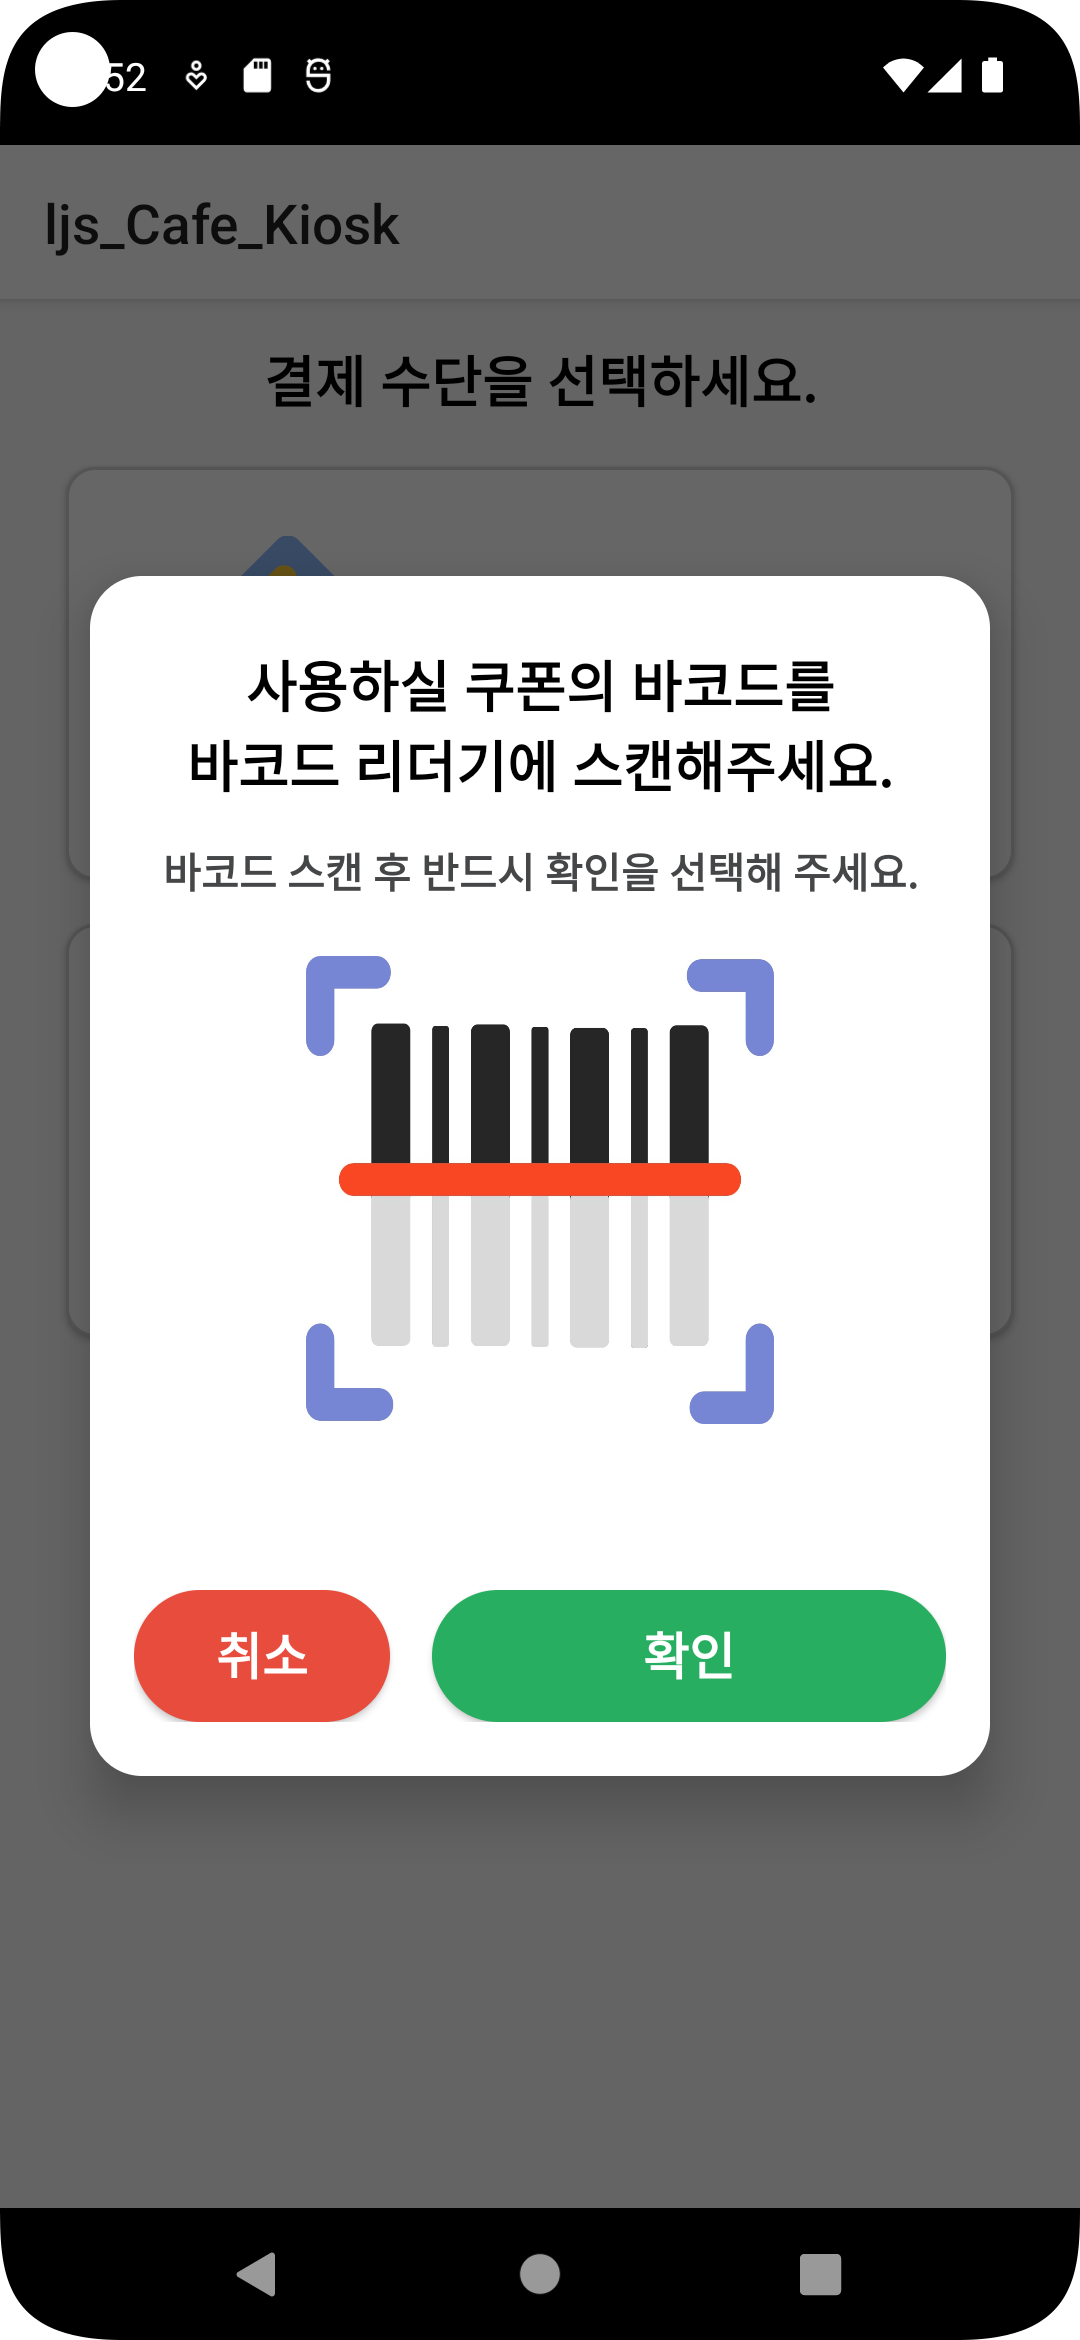 52
ljs_Cafe_Kiosk
결제 수단을 선택하세요.
사용하실 쿠폰의 바코드를
바코드 리더기에 스캔해주세요.
바코드 스캔 후 반드시 확인을 선택해 주세요.
취소
확인